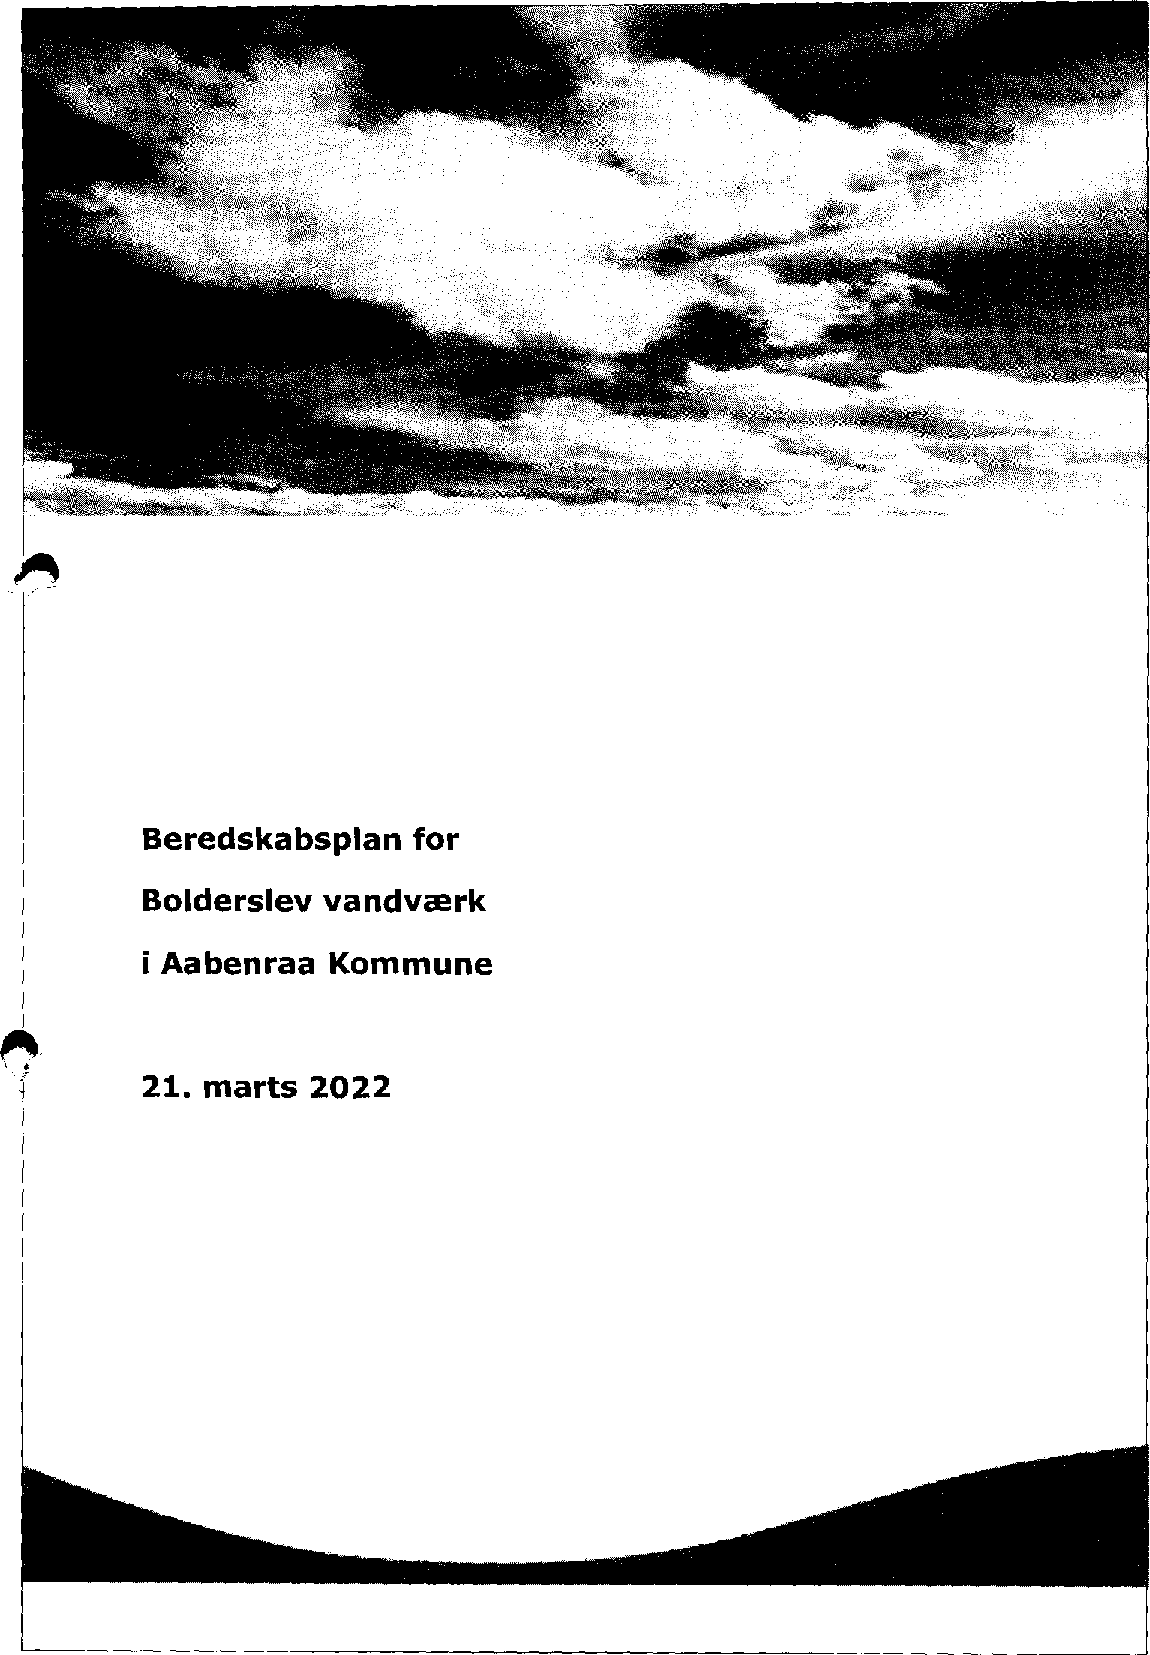 Beredskabsplan for
Bolderslev vandværk
i Aabenraa Kommune
21. marts 2022